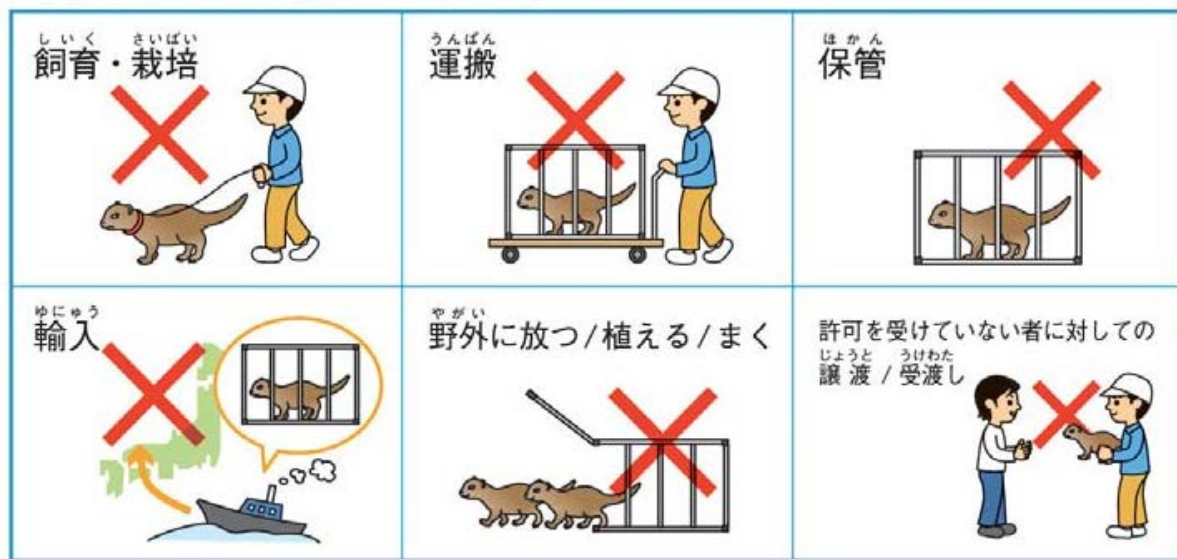 しいく さいばい
飼育・栽培
うんぱん
運搬
ほかん
保管
ゆにゅう
輸入
やがい
野外に放つ/植える/まく
許可を受けていない者に対しての
じょうと うけわた
譲渡 / 受渡し